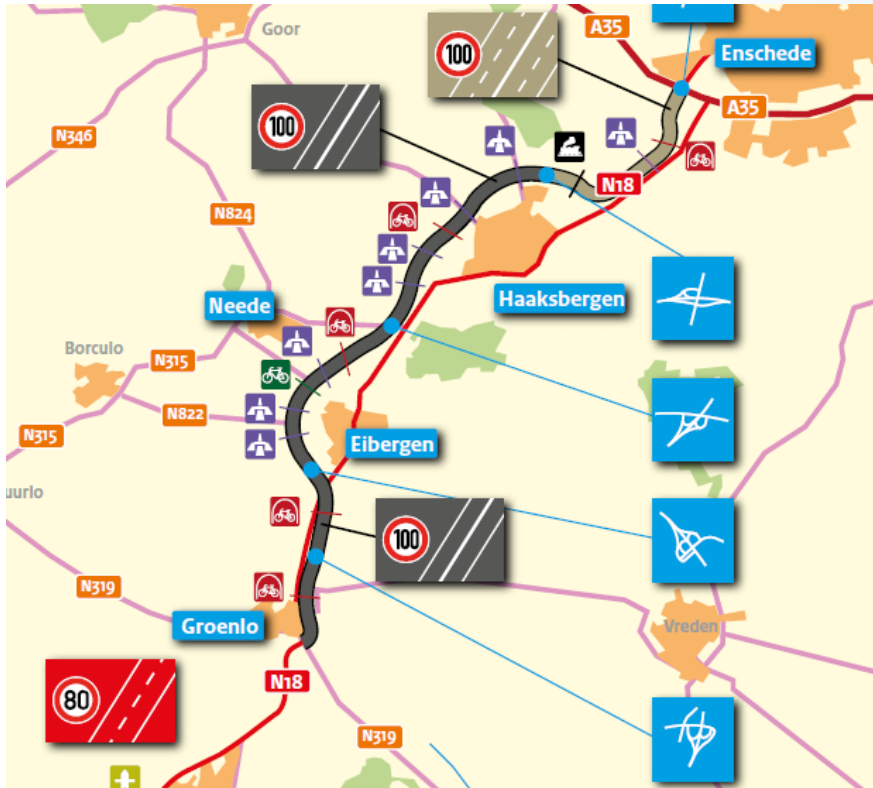 Goor
A35
100
Enschede
100
A35
N346
N18
N824
Haaksbergen
Neede
Borculo
N315
N822
N315
Eibergen
uurlo
100
N319
Groenlo
Vreden
N18
80
N319